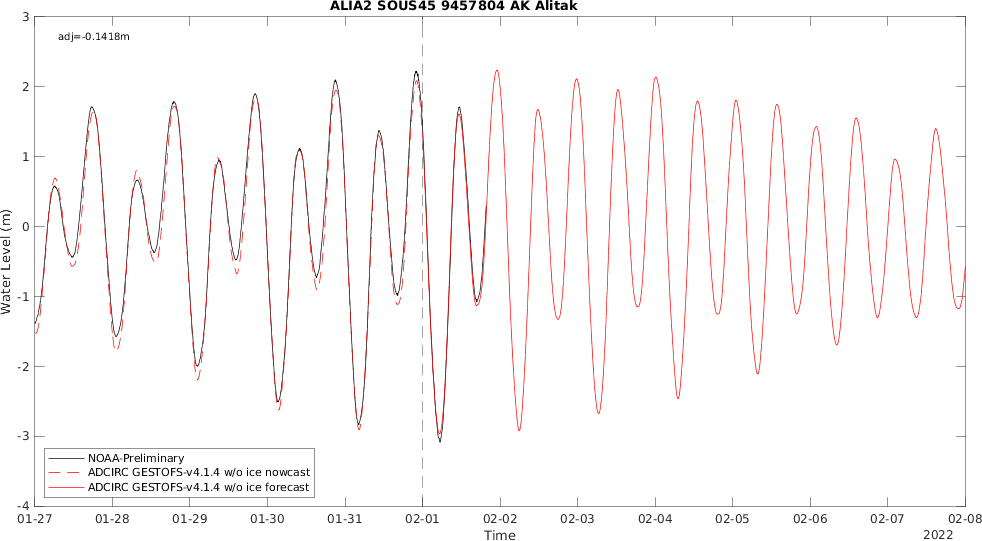 ALIA2 SOUS45 9457804 AK Alitak
adj=-0.1418m
3
2
1
0
-1
-2
-3
-4
Water Level (m)
NOAA-Preliminary
ADCIRC GESTOFS-v4.1.4 w/o ice nowcast
ADCIRC GESTOFS-v4.1.4 w/o ice forecast
01-27 01-28 01-29 01-30 01-31 02-01 02-02 02-03 02-04 02-05 02-06 02-07 02-08
Time
2022